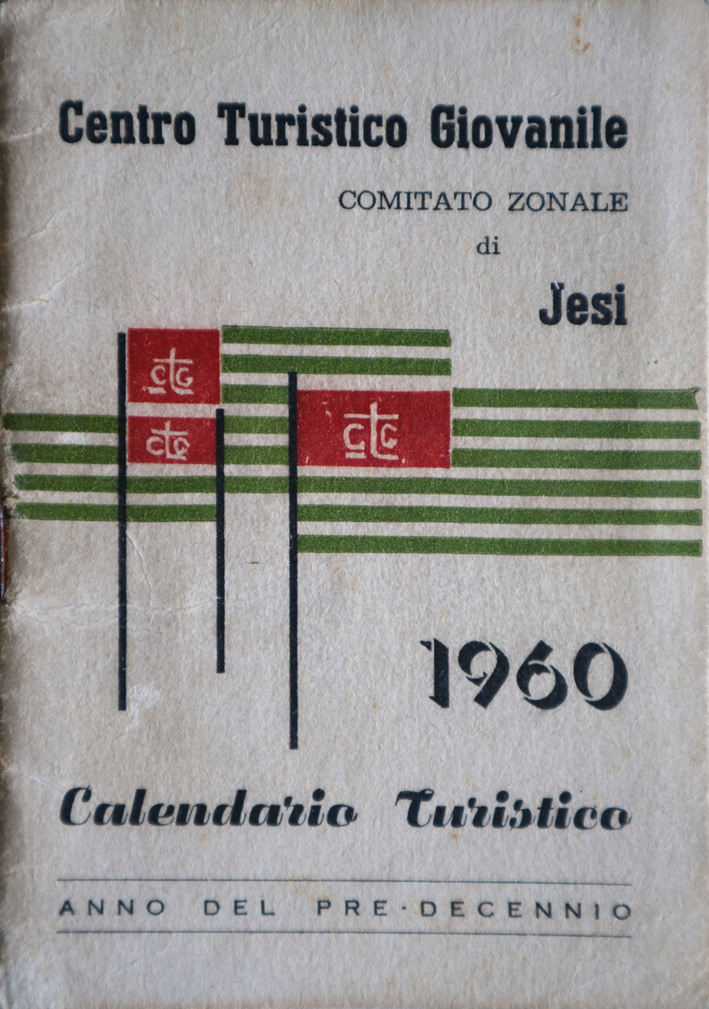 Centro Turistico Giovanile
COMITATO ZONALE
di
Jesi
ctG
ctG
ctG
1960
Calendario Turistico
ANNO DEL PRE-DECENNIO